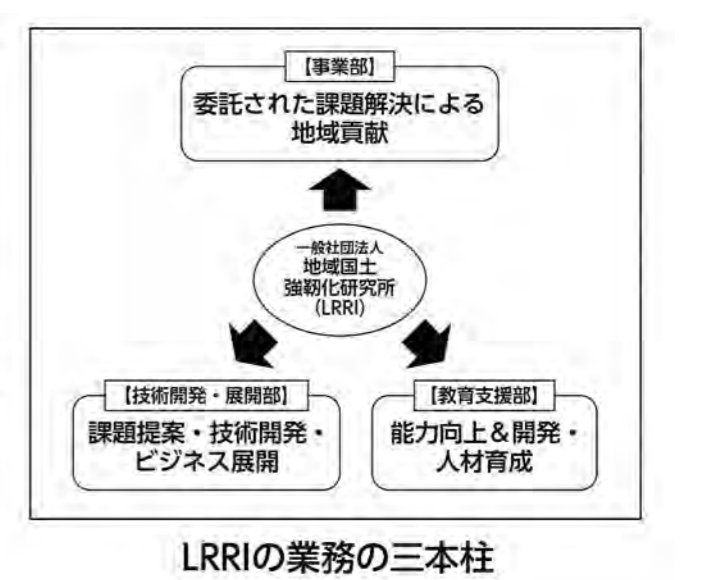 【事業部】
委託された課題解決による
地域貢献
一般社団法人
地域国土
強靭化研究所
(LRRI)
【技術開発・展開部】
課題提案・技術開発・
ビジネス展開
【教育支援部】
能力向上＆開発・
人材育成
LRRIの業務の三本柱